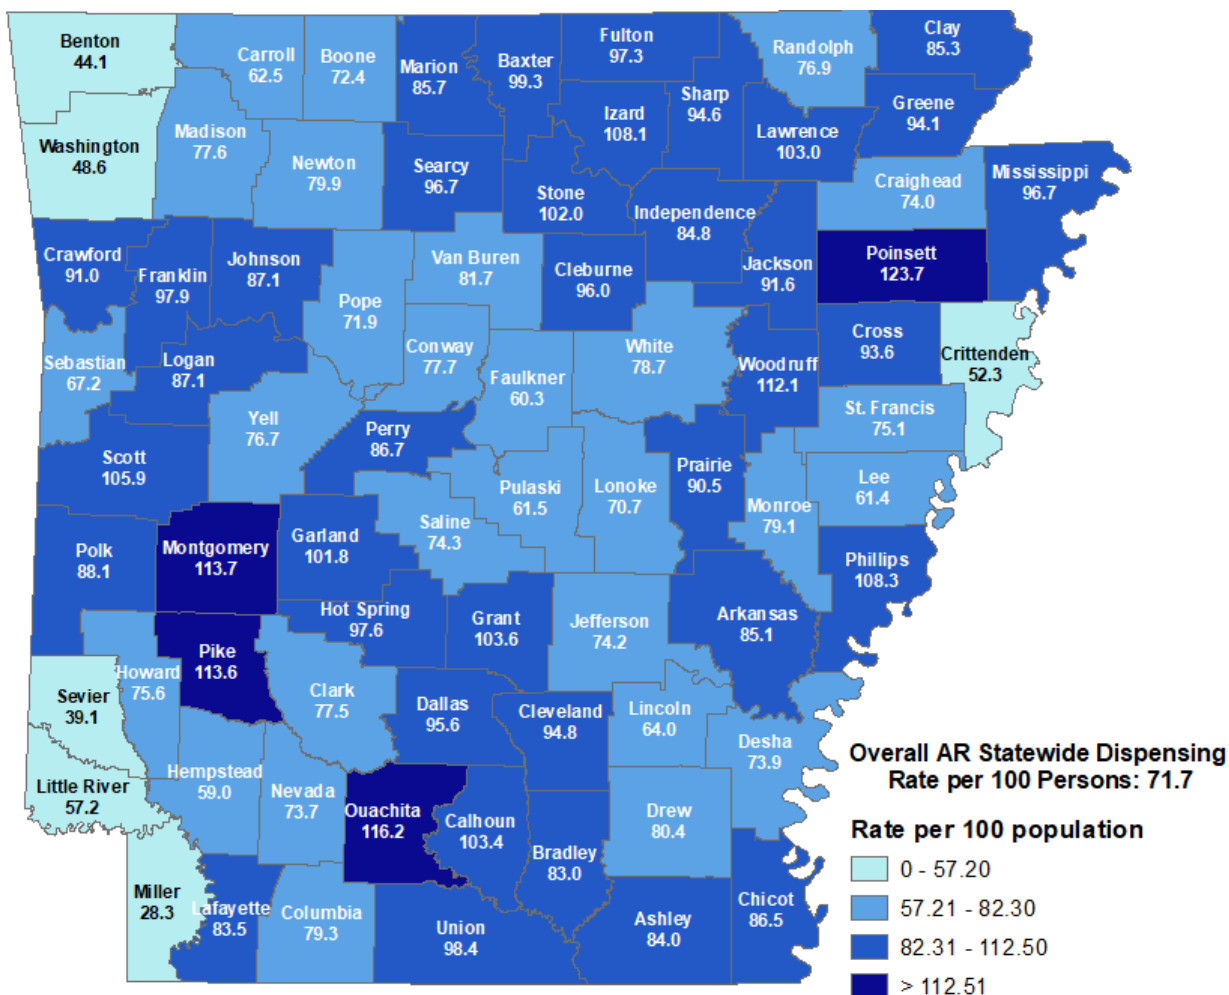 Benton
44.1
Carroll
62.5
Boone
72.4
Marion
85.7
Baxter
99.3
Fulton
97.3
Randolph
76.9
Clay
85.3
Washington
48.6
Madison
77.6
Newton
79.9
Searcy
96.7
Izard
108.1
Sharp
94.6
Lawrence
103.0
Greene
94.1
Stone
102.0
Independence
84.8
Craighead
74.0
Mississippi
96.7
Crawford
91.0
Franklin
97.9
Johnson
87.1
Pope
71.9
Van Buren
81.7
Cleburne
96.0
Jackson
91.6
Poinsett
123.7
Sebastian
67.2
Logan
87.1
Conway
77.7
Faulkner
60.3
White
78.7
Woodruff
112.1
Cross
93.6
Crittenden
52.3
Yell
76.7
Perry
86.7
St. Francis
75.1
Scott
105.9
Pulaski
61.5
Lonoke
70.7
Prairie
90.5
Monroe
79.1
Lee
61.4
Polk
88.1
Montgomery
113.7
Garland
101.8
Saline
74.3
Phillips
108.3
Hot Spring
97.6
Grant
103.6
Jefferson
74.2
Arkansas
85.1
Howard
75.6
Pike
113.6
Clark
77.5
Sevier
39.1
Dallas
95.6
Cleveland
94.8
Lincoln
64.0
Desha
73.9
Little River
57.2
Hempstead
59.0
Nevada
73.7
Ouachita
116.2
Calhoun
103.4
Bradley
83.0
Drew
80.4
Miller
28.3
Lafayette
83.5
Columbia
79.3
Union
98.4
Ashley
84.0
Chicot
86.5
Overall AR Statewide Dispensing
Rate per 100 Persons: 71.7
Rate per 100 population
0 - 57.20
57.21 - 82.30
82.31 - 112.50
> 112.51